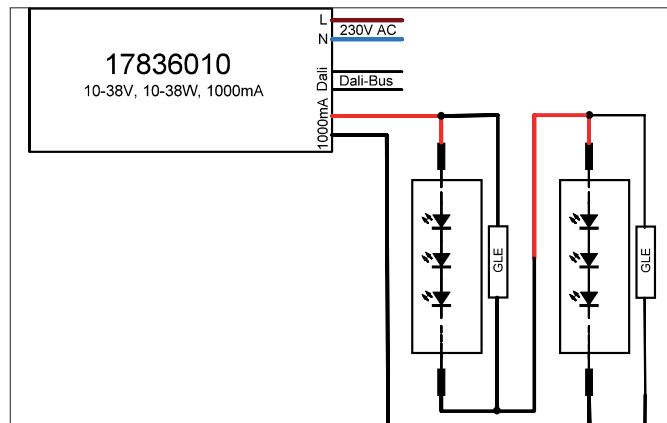 L
230V AC
N
17836010
10-38V, 10-38W, 1000mA
Dali
Dali-Bus
1000mA
GLE
GLE